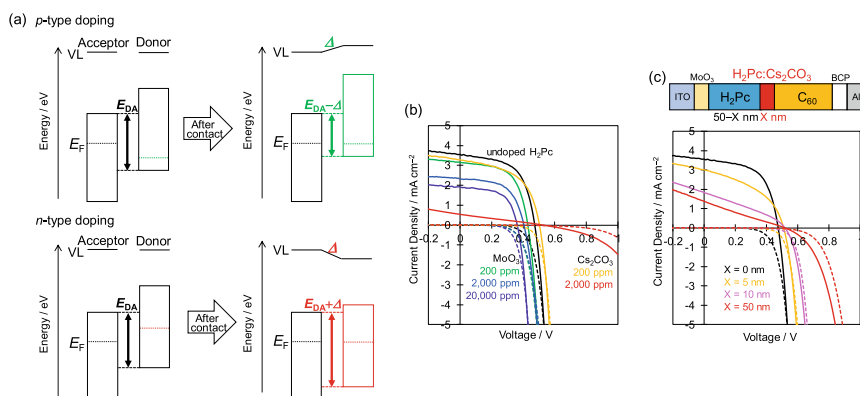 (a) p-type doping
Acceptor Donor
VL
Energy / eV
E_DA
E_F
After contact
Δ
VL
Energy / eV
E_DA−Δ
n-type doping
Acceptor Donor
VL
Energy / eV
E_DA
E_F
After contact
Δ
VL
Energy / eV
E_DA+Δ
(b)
Current Density / mA cm⁻²
5
4
3
2
1
0
-1
-2
-3
-4
-5
-0.2 0 0.2 0.4 0.6 0.8 1
undoped H₂Pc
MoO₃
200 ppm
2,000 ppm
20,000 ppm
Cs₂CO₃
200 ppm
2,000 ppm
Voltage / V
(c)
H₂Pc:Cs₂CO₃
MoO₃
BCP
ITO
H₂Pc
C₆₀
50–X nm X nm
Current Density / mA cm⁻²
5
4
3
2
1
0
-1
-2
-3
-4
-5
-0.2 0 0.2 0.4 0.6 0.8 1
X = 0 nm
X = 5 nm
X = 10 nm
X = 50 nm
Voltage / V